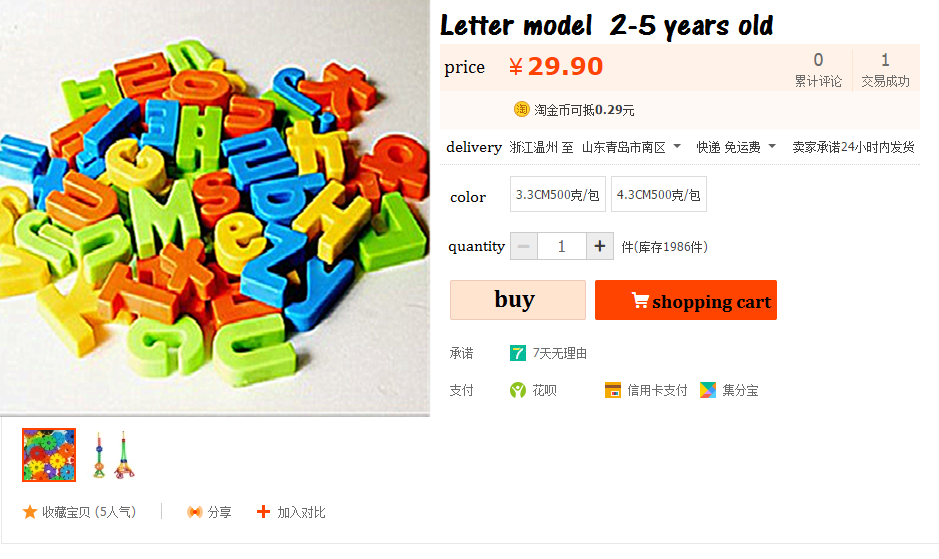 Letter model 2-5 years old
price ¥29.90
0 1
累计评论 交易成功
淘 淘金币可抵0.29元
delivery 浙江温州 至 山东青岛市南区 快递 免运费 卖家承诺24小时内发货
color 3.3CM500克/包 4.3CM500克/包
quantity − 1 + 件(库存1986件)
buy shopping cart
承诺 7 7天无理由
支付 花呗 信用卡支付 集分宝
收藏宝贝 (5人气) 分享 加入对比